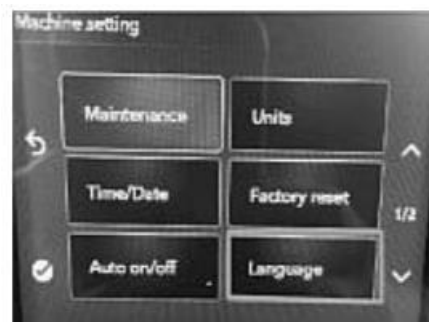 Machine setting
Maintenance
Units
Time/Date
Factory reset
1/2
Auto on/off
Language